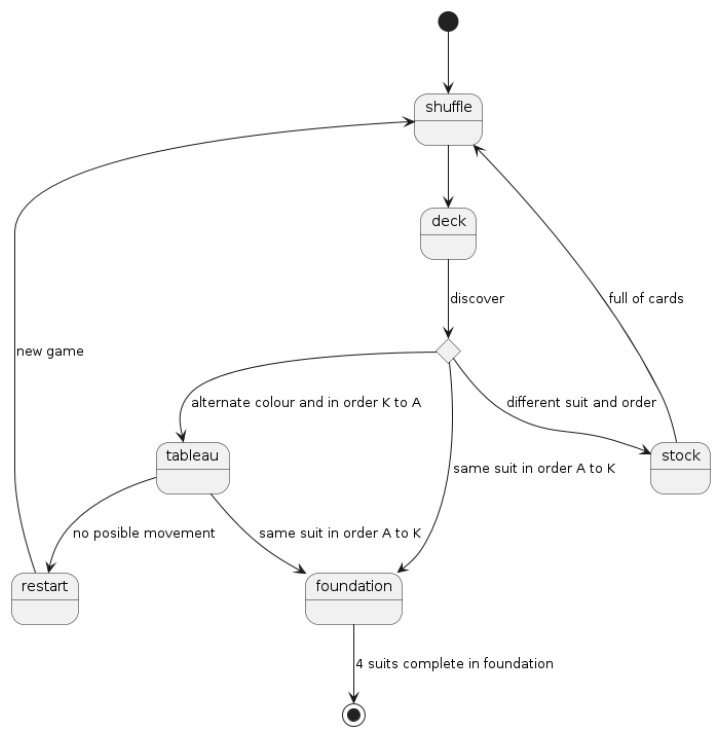 shuffle
deck
discover
full of cards
new game
alternate colour and in order K to A
different suit and order
tableau
stock
same suit in order A to K
no posible movement
same suit in order A to K
restart
foundation
4 suits complete in foundation